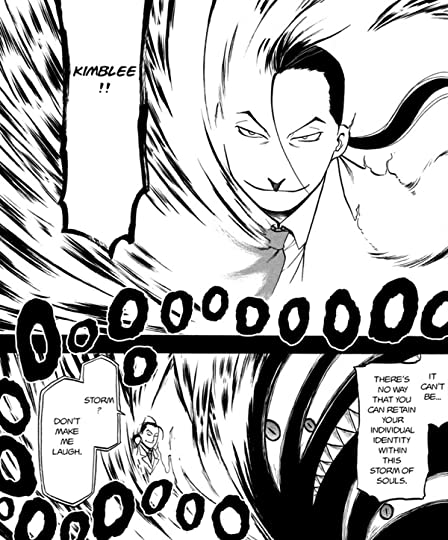 KIMBLEE
!!
IT
CAN'T
BE...
THERE'S
NO WAY
THAT YOU
CAN RETAIN
YOUR
INDIVIDUAL
IDENTITY
WITHIN
THIS
STORM OF
SOULS.
STORM
?
DON'T
MAKE
ME
LAUGH.